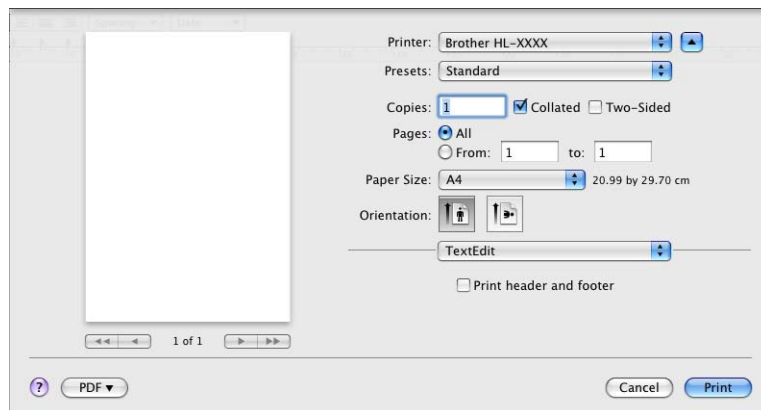 Printer: Brother HL-XXXX
Presets: Standard
Copies: 1 Collated Two-Sided
Pages: All
From: 1 to: 1
Paper Size: A4 20.99 by 29.70 cm
Orientation:
TextEdit
Print header and footer
1 of 1
? PDF Cancel Print